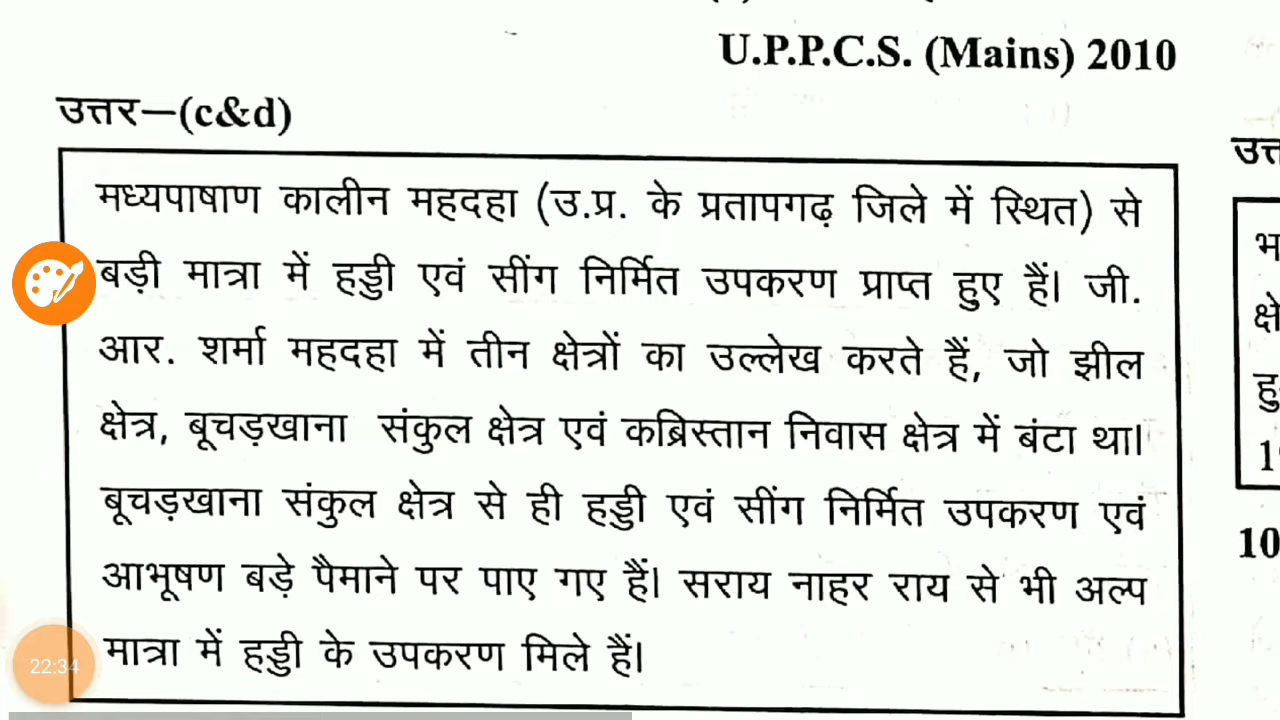 U.P.P.C.S. (Mains) 2010
उत्तर—(c&d)
मध्यपाषाण कालीन महदहा (उ.प्र. के प्रतापगढ़ जिले में स्थित) से
बड़ी मात्रा में हड्डी एवं सींग निर्मित उपकरण प्राप्त हुए हैं। जी.
आर. शर्मा महदहा में तीन क्षेत्रों का उल्लेख करते हैं, जो झील
क्षेत्र, बूचड़खाना संकुल क्षेत्र एवं कब्रिस्तान निवास क्षेत्र में बंटा था।
बूचड़खाना संकुल क्षेत्र से ही हड्डी एवं सींग निर्मित उपकरण एवं
आभूषण बड़े पैमाने पर पाए गए हैं। सराय नाहर राय से भी अल्प
मात्रा में हड्डी के उपकरण मिले हैं।
22:34
10